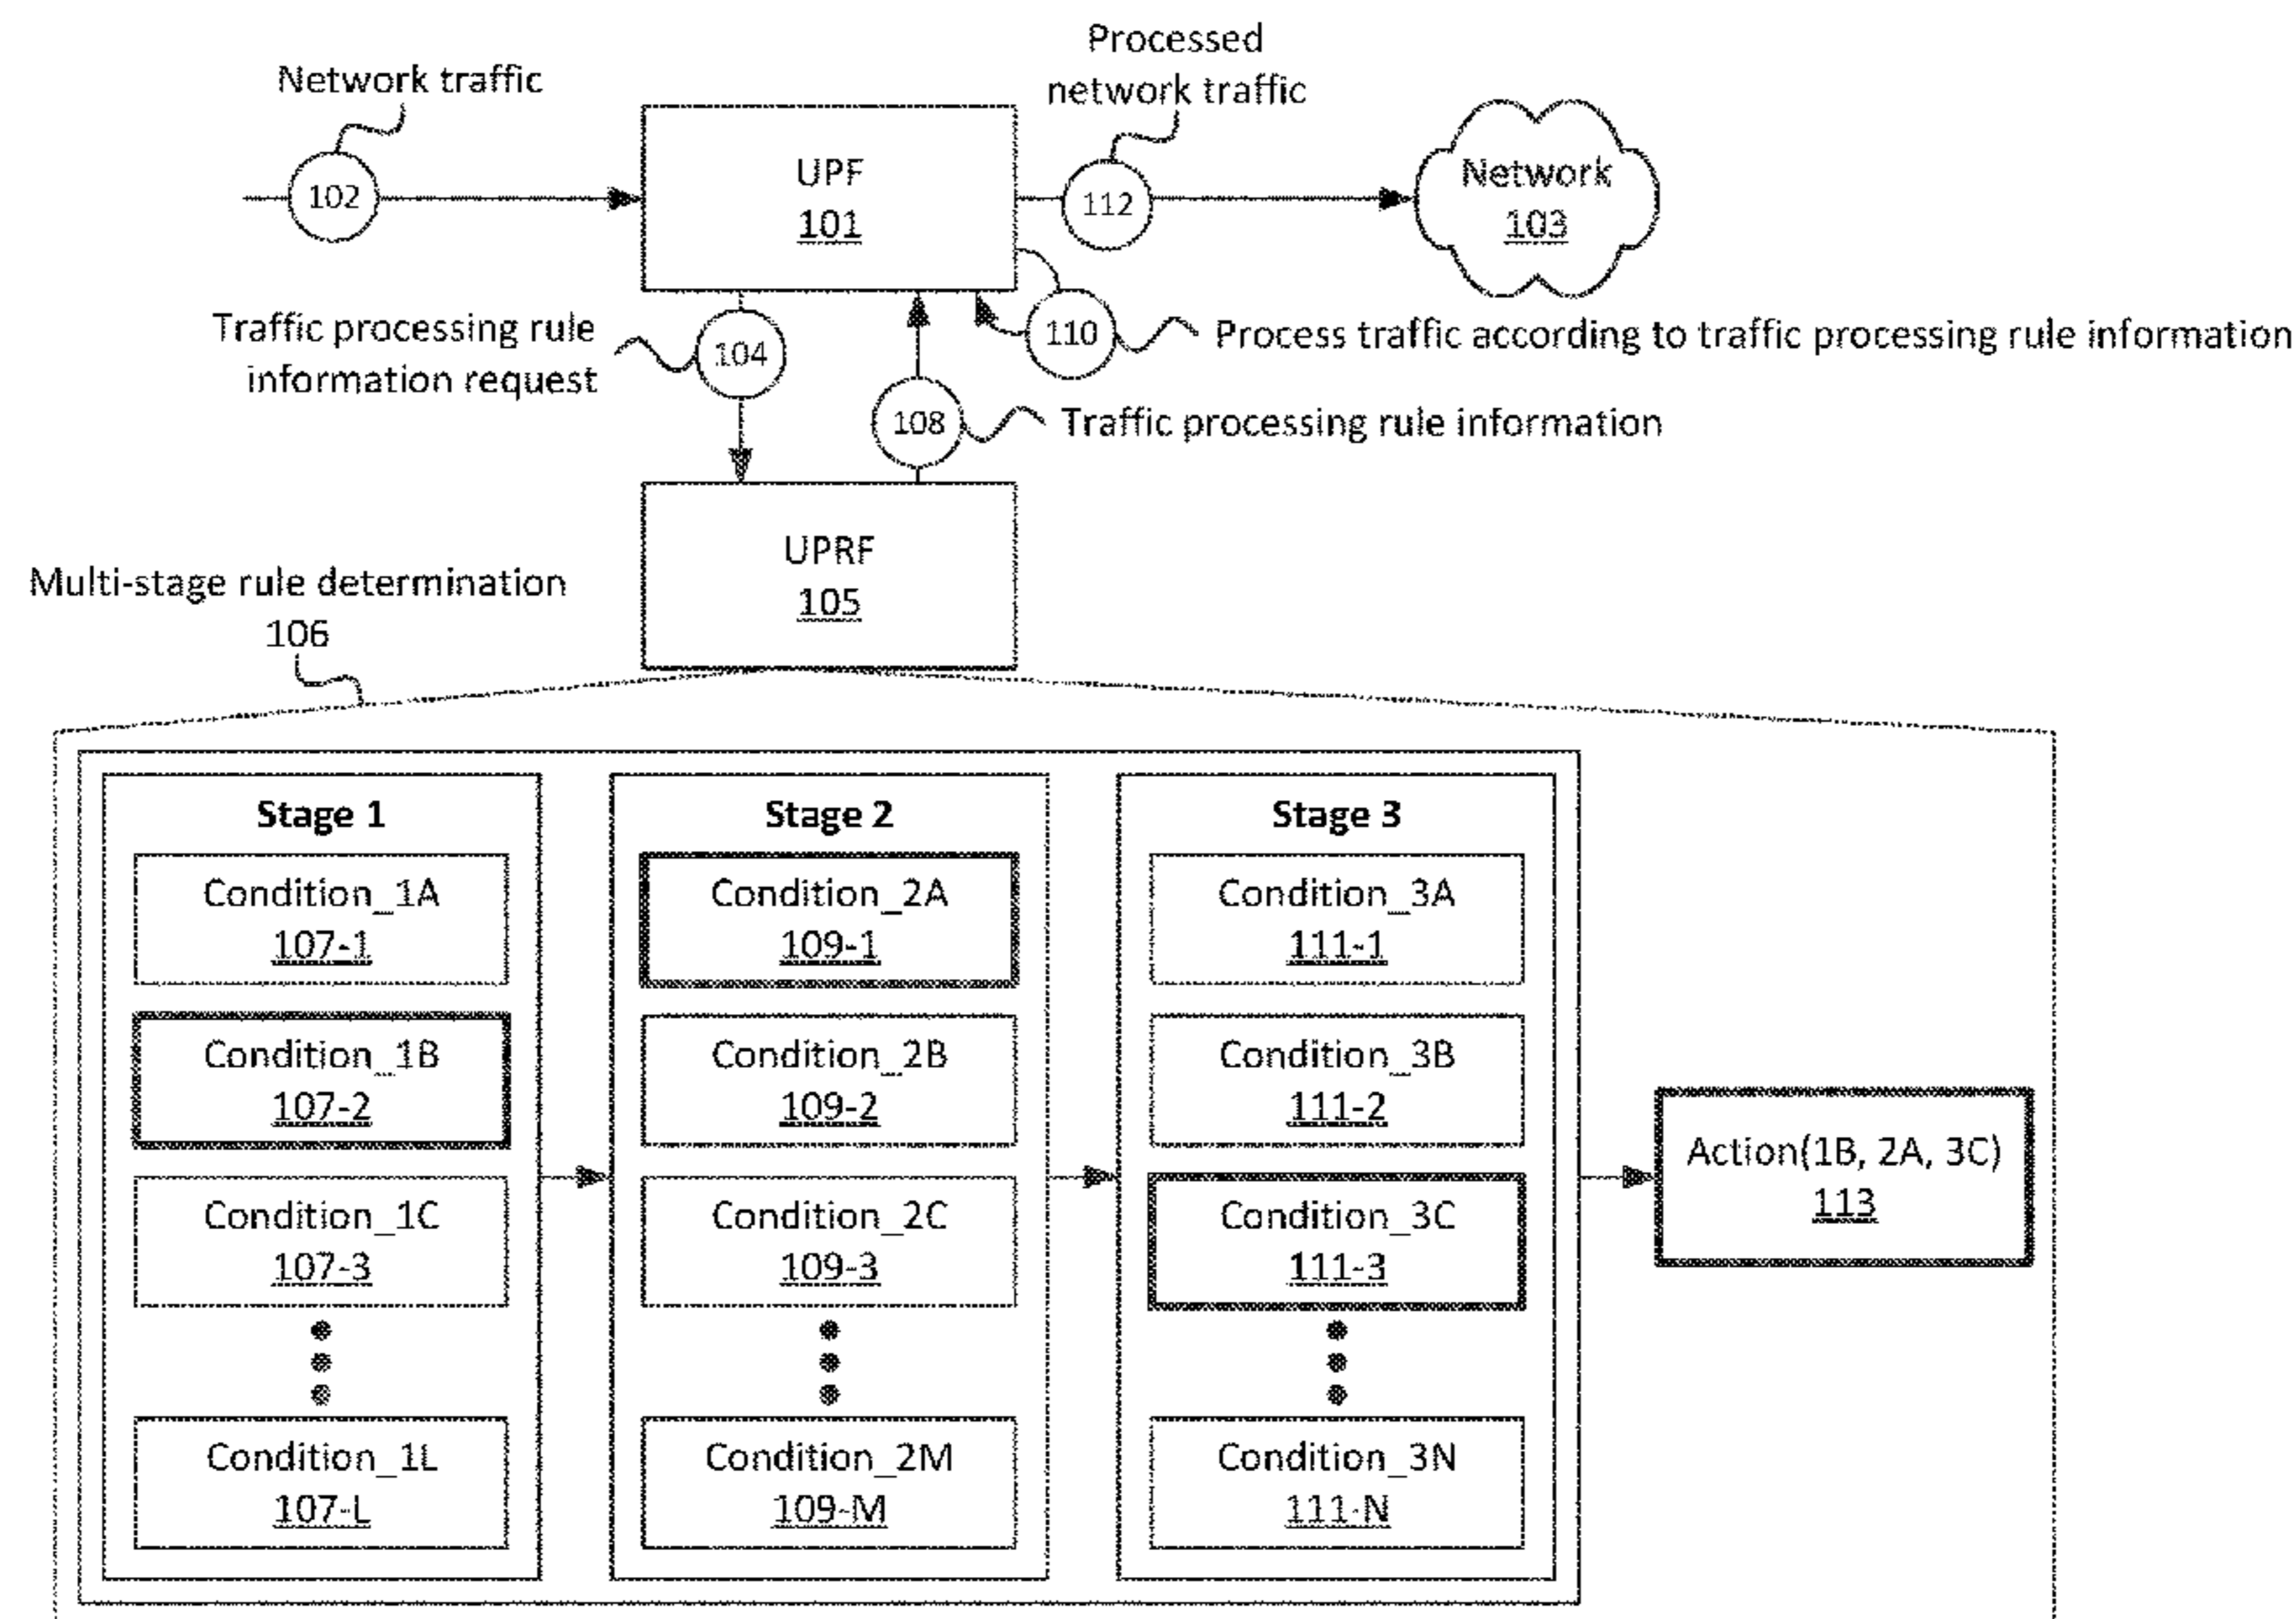 Network traffic
102
UPF
101
Processed
network traffic
112
Network
103
Traffic processing rule
information request
104
110
Process traffic according to traffic processing rule information
108
Traffic processing rule information
UPRF
105
Multi-stage rule determination
106
Stage 1
Condition_1A
107-1
Condition_1B
107-2
Condition_1C
107-3
Condition_1L
107-L
Stage 2
Condition_2A
109-1
Condition_2B
109-2
Condition_2C
109-3
Condition_2M
109-M
Stage 3
Condition_3A
111-1
Condition_3B
111-2
Condition_3C
111-3
Condition_3N
111-N
Action(1B, 2A, 3C)
113